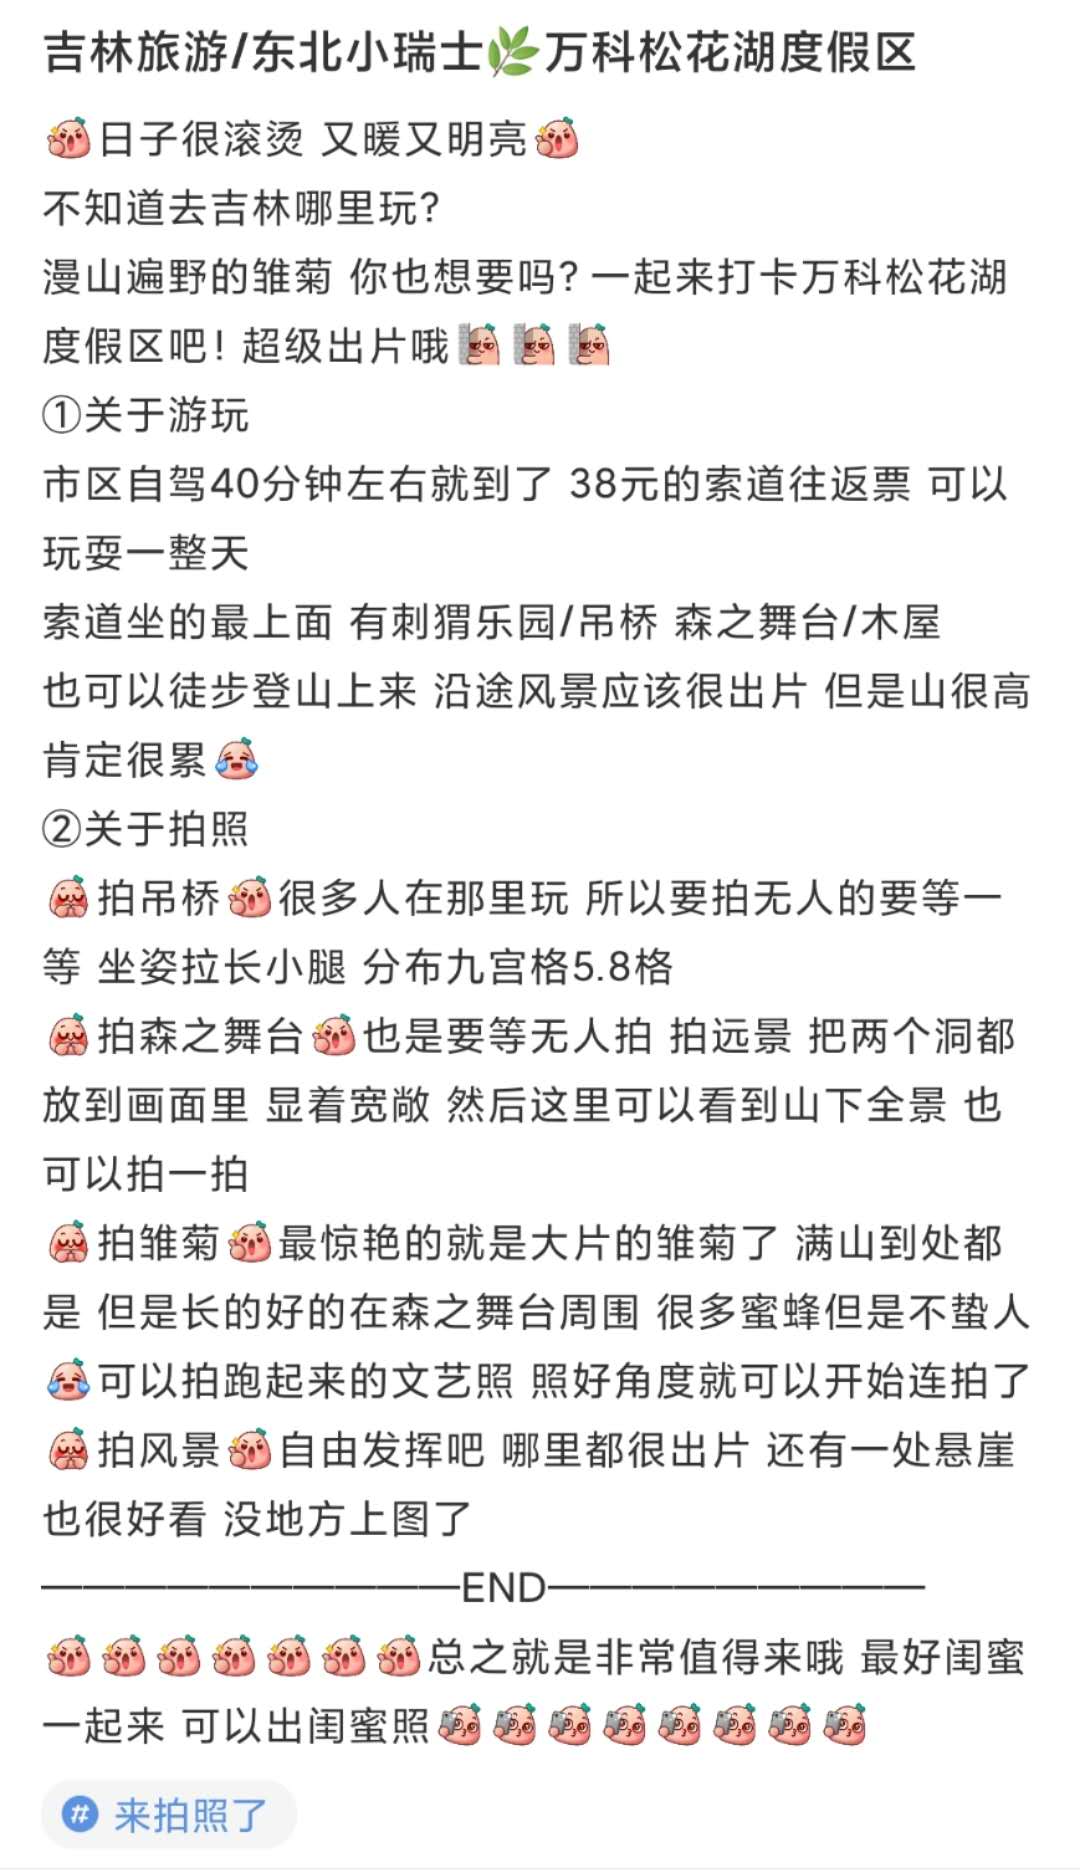 吉林旅游/东北小瑞士🌿万科松花湖度假区
日子很滚烫 又暖又明亮
不知道去吉林哪里玩?
漫山遍野的雏菊 你也想要吗? 一起来打卡万科松花湖
度假区吧! 超级出片哦
①关于游玩
市区自驾40分钟左右就到了 38元的索道往返票 可以
玩耍一整天
索道坐的最上面 有刺猬乐园/吊桥 森之舞台/木屋
也可以徒步登山上来 沿途风景应该很出片 但是山很高
肯定很累
②关于拍照
拍吊桥 很多人在那里玩 所以要拍无人的要等一
等 坐姿拉长小腿 分布九宫格5.8格
拍森之舞台 也是要等无人拍 拍远景 把两个洞都
放到画面里 显着宽敞 然后这里可以看到山下全景 也
可以拍一拍
拍雏菊 最惊艳的就是大片的雏菊了 满山到处都
是 但是长的好的在森之舞台周围 很多蜜蜂但是不蛰人
可以拍跑起来的文艺照 照好角度就可以开始连拍了
拍风景 自由发挥吧 哪里都很出片 还有一处悬崖
也很好看 没地方上图了
——————————END—————————
总之就是非常值得来哦 最好闺蜜
一起来 可以出闺蜜照
# 来拍照了